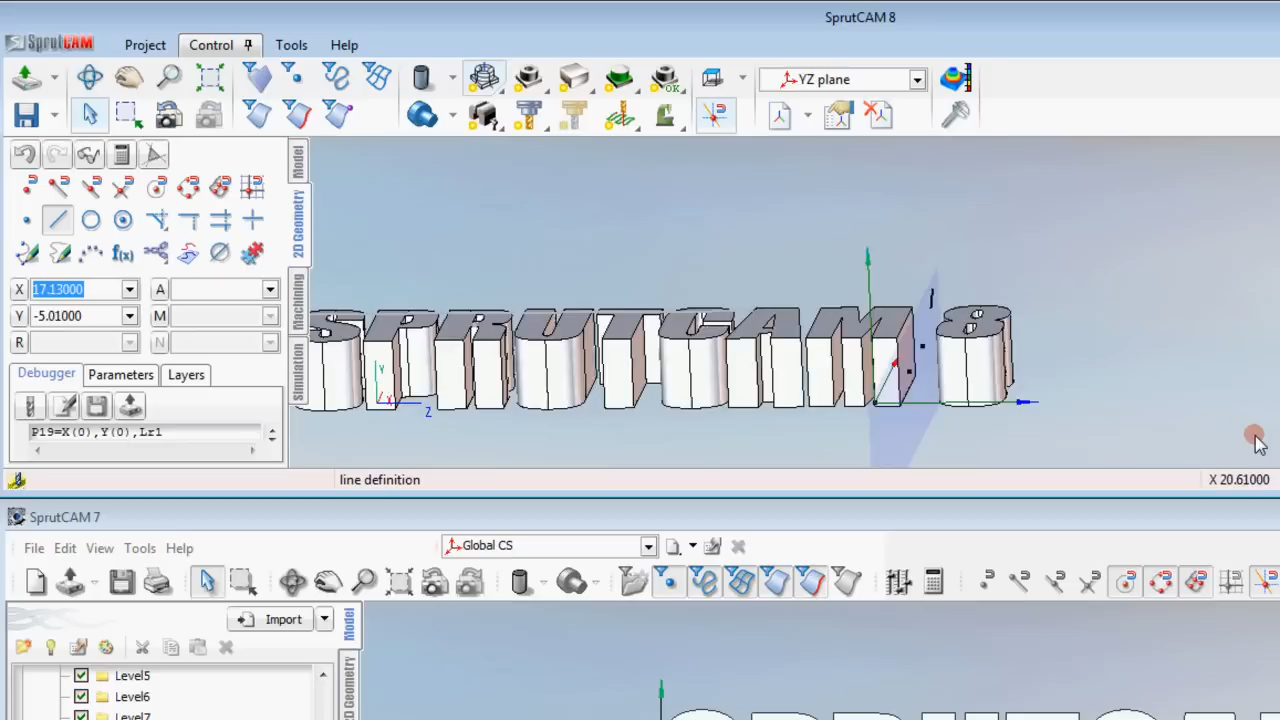 SprutCAM 8
SprutCAM
Project Control Tools Help
YZ plane
OK
Model
2D Geometry
Machining
Simulation
f(x)
X 17.13000 A
Y -5.01000 M
R N
Debugger Parameters Layers
P19=X(0),Y(0),Lr1
SPRUTCAM 8
Y
X
Z
line definition
X 20.61000
SprutCAM 7
File Edit View Tools Help
Global CS
Import
Model
2D Geometry
Level5
Level6
Level7